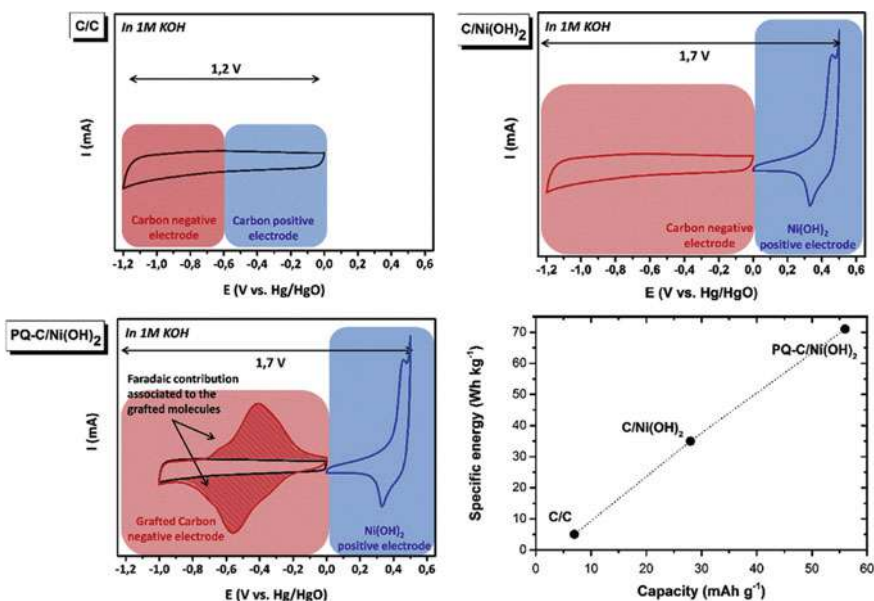 C/C
In 1M KOH
1,2 V
I (mA)
Carbon negative
electrode
Carbon positive
electrode
-1,2 -1,0 -0,8 -0,6 -0,4 -0,2 0,0 0,2 0,4 0,6
E (V vs. Hg/HgO)
C/Ni(OH)2
In 1M KOH
1,7 V
I (mA)
Carbon negative
electrode
Ni(OH)2
positive electrode
-1,2 -1,0 -0,8 -0,6 -0,4 -0,2 0,0 0,2 0,4 0,6
E (V vs. Hg/HgO)
PQ-C/Ni(OH)2
In 1M KOH
1,7 V
Faradaic contribution
associated to the
grafted molecules
I (mA)
Grafted Carbon
negative electrode
Ni(OH)2
positive electrode
-1,2 -1,0 -0,8 -0,6 -0,4 -0,2 0,0 0,2 0,4 0,6
E (V vs. Hg/HgO)
Specific energy (Wh kg-1)
70
60
50
40
30
20
10
0
PQ-C/Ni(OH)2
C/Ni(OH)2
C/C
0 10 20 30 40 50 60
Capacity (mAh g-1)